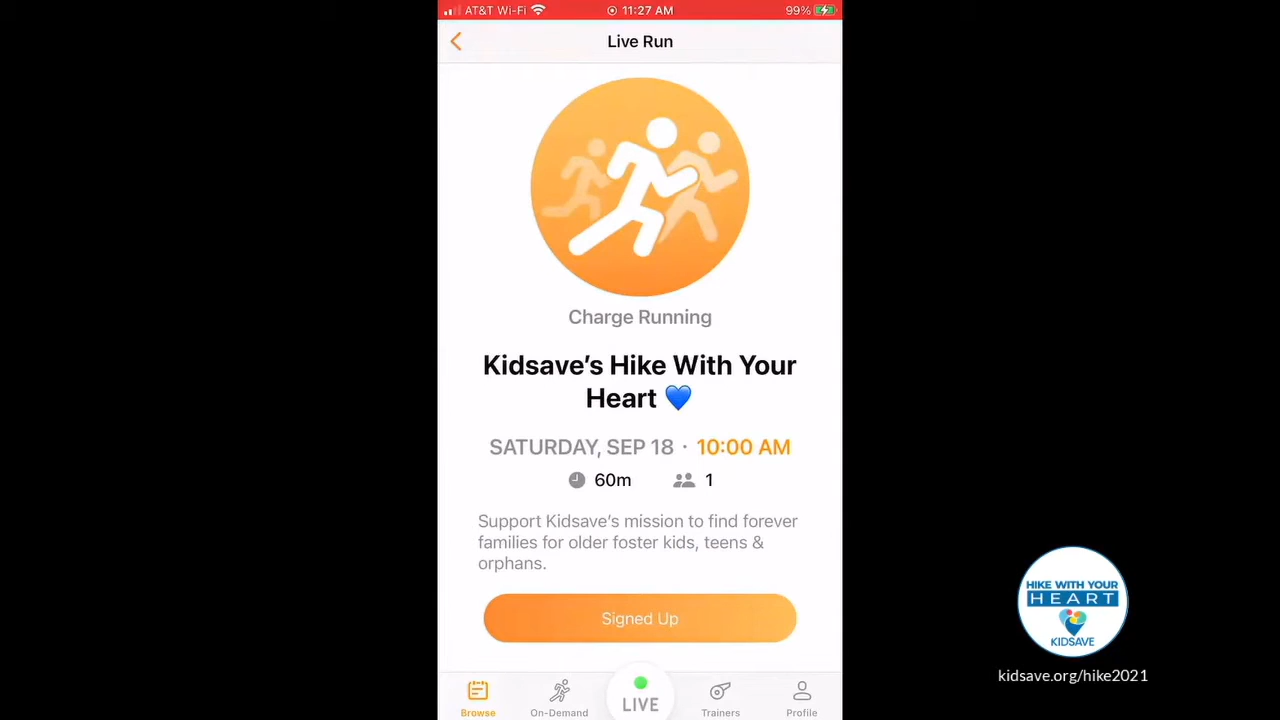 AT&T Wi-Fi 11:27 AM 99%
Live Run
Charge Running
Kidsave's Hike With Your
Heart 💙
SATURDAY, SEP 18 · 10:00 AM
60m 1
Support Kidsave's mission to find forever
families for older foster kids, teens &
orphans.
Signed Up
HIKE WITH YOUR
HEART
KIDSAVE
kidsave.org/hike2021
LIVE
Browse On-Demand Trainers Profile